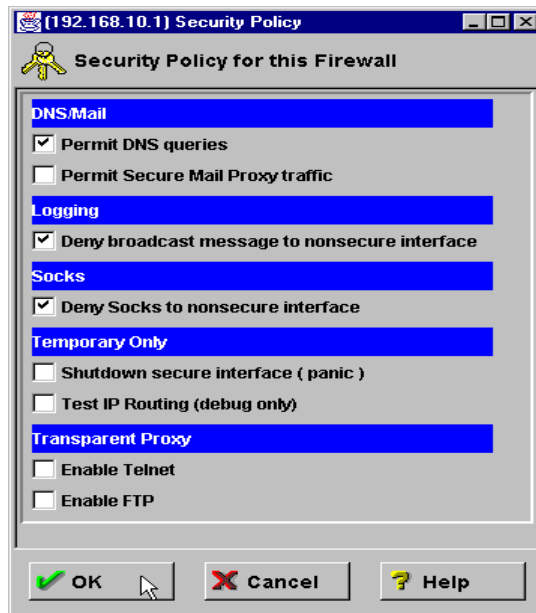 (192.168.10.1) Security Policy
Security Policy for this Firewall
DNS/Mail
Permit DNS queries
Permit Secure Mail Proxy traffic
Logging
Deny broadcast message to nonsecure interface
Socks
Deny Socks to nonsecure interface
Temporary Only
Shutdown secure interface ( panic )
Test IP Routing (debug only)
Transparent Proxy
Enable Telnet
Enable FTP
OK Cancel Help